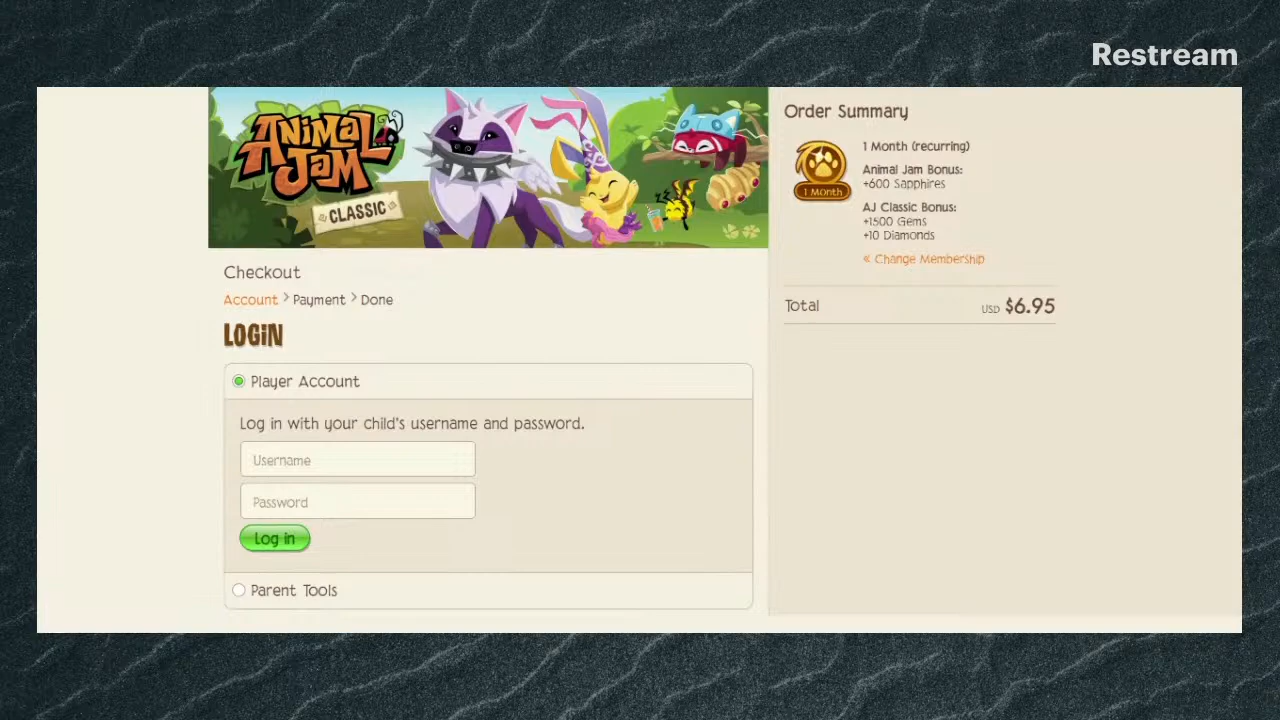 Restream
ANIMAL
JAM
CLASSIC
Checkout
Account > Payment > Done
LOGIN
Player Account
Log in with your child's username and password.
Username
Password
Log in
Parent Tools
Order Summary
1 Month
1 Month (recurring)
Animal Jam Bonus:
+600 Sapphires
AJ Classic Bonus:
+1500 Gems
+10 Diamonds
« Change Membership
Total USD $6.95
zzz